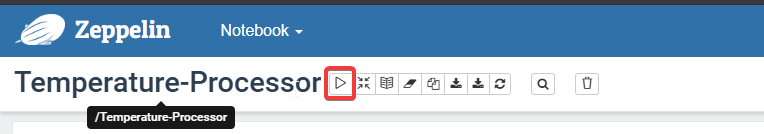 Zeppelin
Notebook
Temperature-Processor
/Temperature-Processor